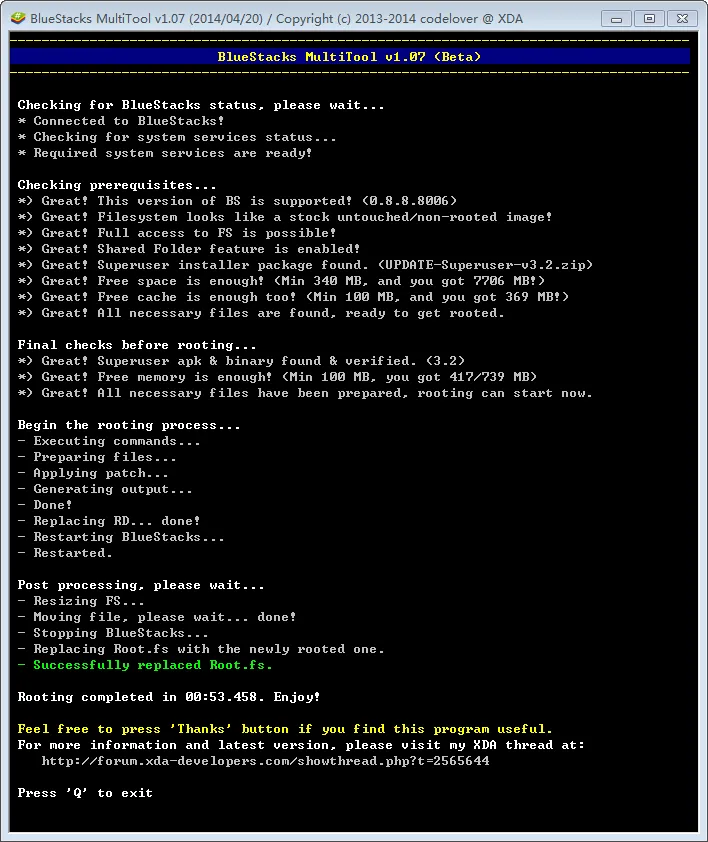 BlueStacks MultiTool v1.07 (2014/04/20) / Copyright (c) 2013-2014 codelover @ XDA
BlueStacks MultiTool v1.07 (Beta)
Checking for BlueStacks status, please wait...
* Connected to BlueStacks!
* Checking for system services status...
* Required system services are ready!
Checking prerequisites...
*) Great! This version of BS is supported! (0.8.8.8006)
*) Great! Filesystem looks like a stock untouched/non-rooted image!
*) Great! Full access to FS is possible!
*) Great! Shared Folder feature is enabled!
*) Great! Superuser installer package found. (UPDATE-Superuser-v3.2.zip)
*) Great! Free space is enough! (Min 340 MB, and you got 7706 MB!)
*) Great! Free cache is enough too! (Min 100 MB, and you got 369 MB!)
*) Great! All necessary files are found, ready to get rooted.
Final checks before rooting...
*) Great! Superuser apk & binary found & verified. (3.2)
*) Great! Free memory is enough! (Min 100 MB, you got 417/739 MB)
*) Great! All necessary files have been prepared, rooting can start now.
Begin the rooting process...
- Executing commands...
- Preparing files...
- Applying patch...
- Generating output...
- Done!
- Replacing RD... done!
- Restarting BlueStacks...
- Restarted.
Post processing, please wait...
- Resizing FS...
- Moving file, please wait... done!
- Stopping BlueStacks...
- Replacing Root.fs with the newly rooted one.
- Successfully replaced Root.fs.
Rooting completed in 00:53.458. Enjoy!
Feel free to press 'Thanks' button if you find this program useful.
For more information and latest version, please visit my XDA thread at:
http://forum.xda-developers.com/showthread.php?t=2565644
Press 'Q' to exit